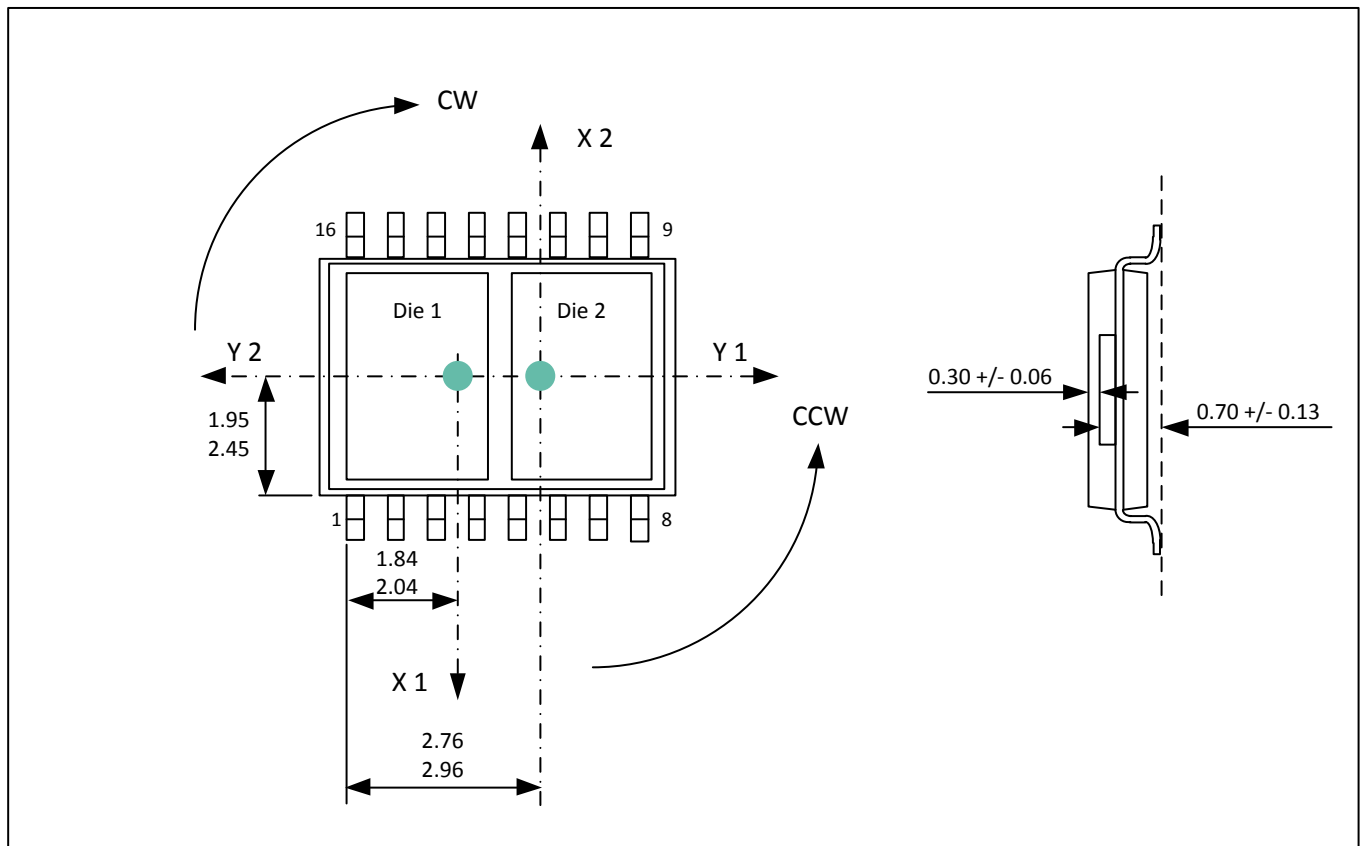 CW
X 2
16
9
Die 1
Die 2
Y 2
Y 1
1.95
2.45
CCW
0.30 +/- 0.06
0.70 +/- 0.13
1
8
1.84
2.04
X 1
2.76
2.96